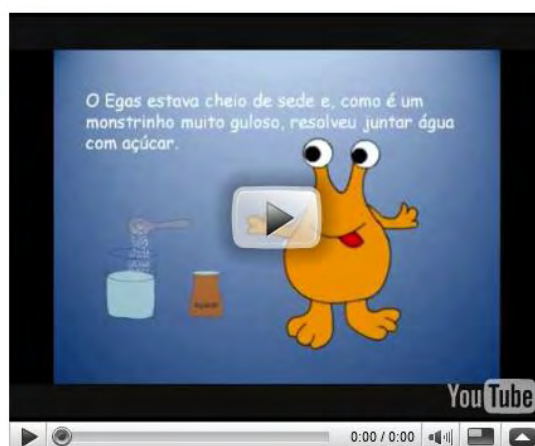 O Egas estava cheio de sede e, como é um
monstrinho muito guloso, resolveu juntar água
com açúcar.
açúcar
YouTube
0:00 / 0:00